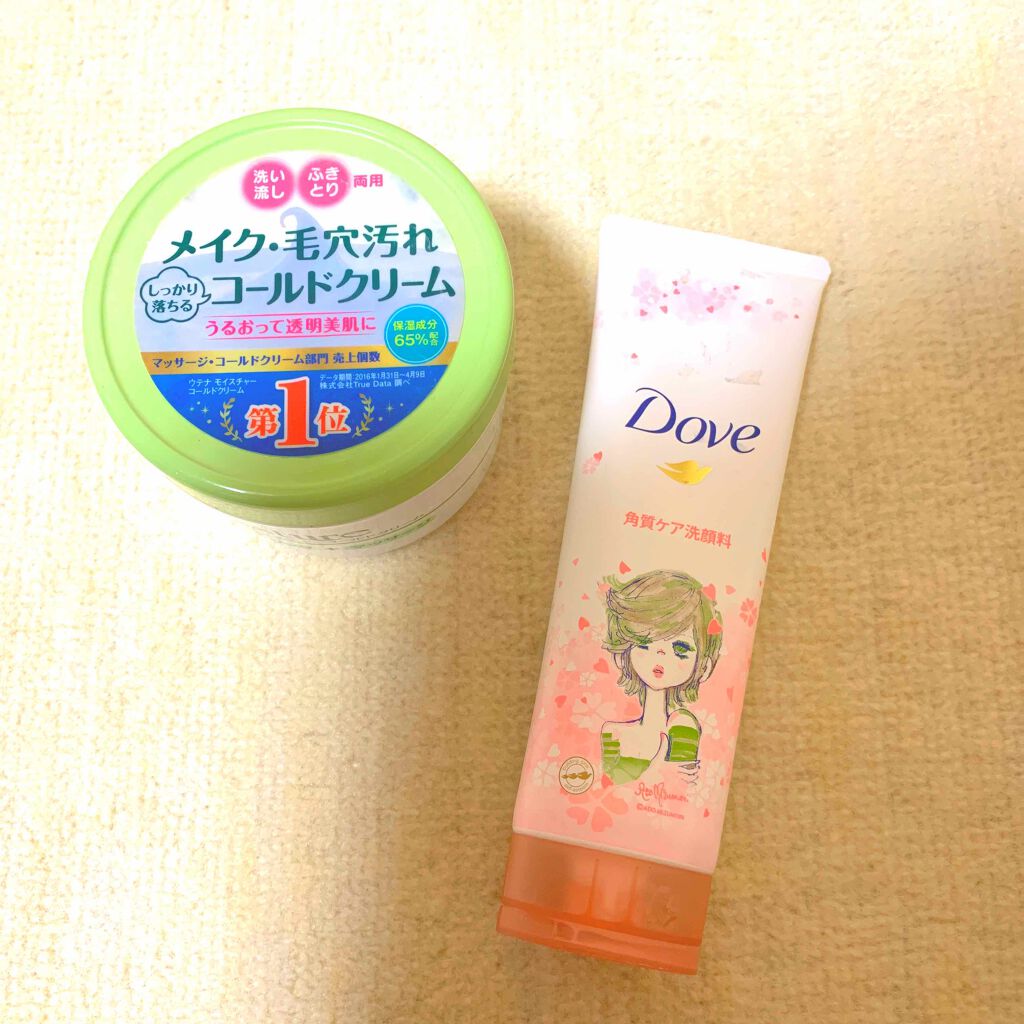 洗い
流し
ふき
とり
両用
メイク・毛穴汚れ
しっかり
落ちる
コールドクリーム
うるおって透明美肌に
保湿成分
65%配合
マッサージ・コールドクリーム部門 売上個数
ウテナ モイスチャー
コールドクリーム
データ期間:2016年1月31日〜4月9日
株式会社True Data 調べ
第1位
Dove
角質ケア洗顔料